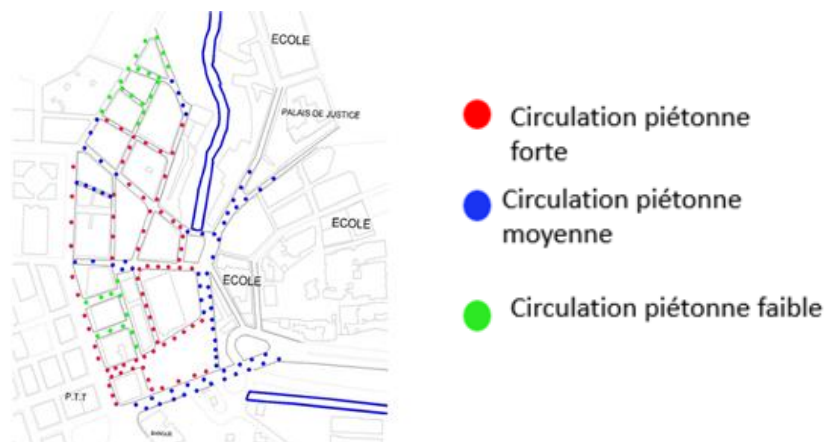 ECOLE
PALAIS DE JUSTICE
ECOLE
ECOLE
P.T.T
BANQUE
Circulation piétonne
forte
Circulation piétonne
moyenne
Circulation piétonne faible